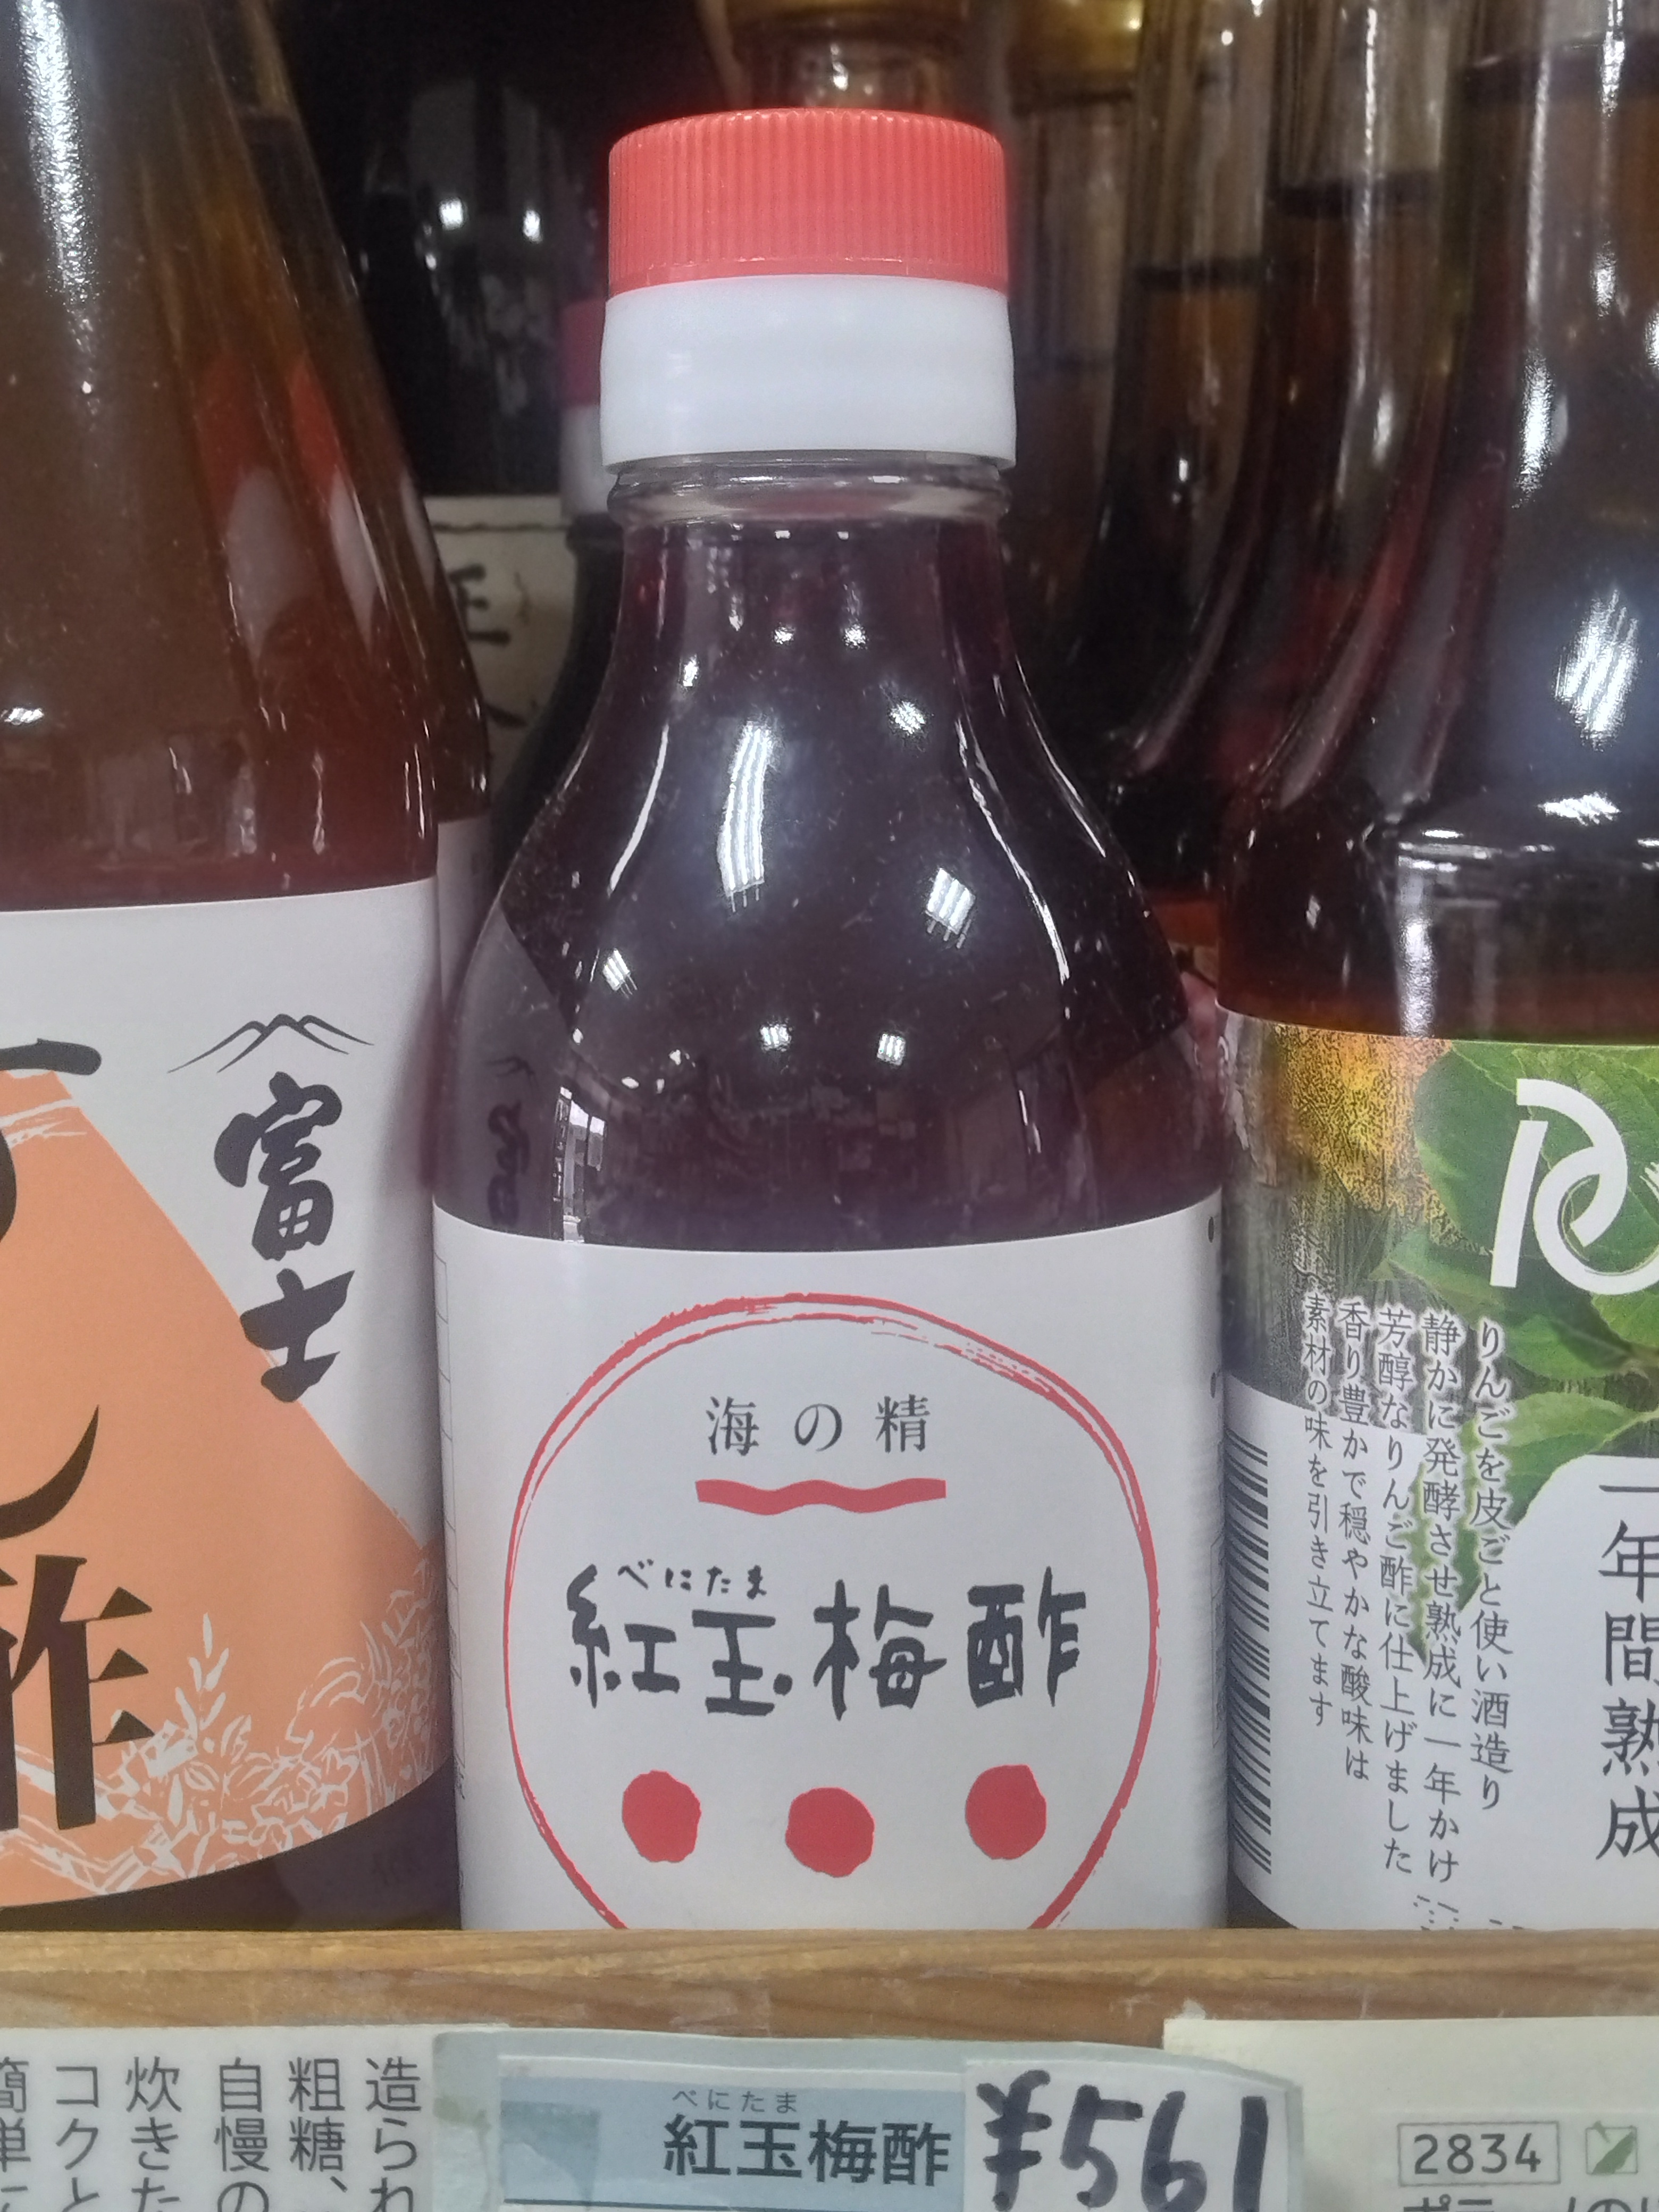 富士
酢
海の精
べにたま
紅玉梅酢
りんごを皮ごと使い酒造り
静かに発酵させ熟成に一年かけ
芳醇なりんご酢に仕上げました
香り豊かで穏やかな酸味は
素材の味を引き立てます
一年間熟成
造られ
粗糖、
自慢の
炊きた
コクと
簡単に
べにたま
紅玉梅酢
¥561
2834